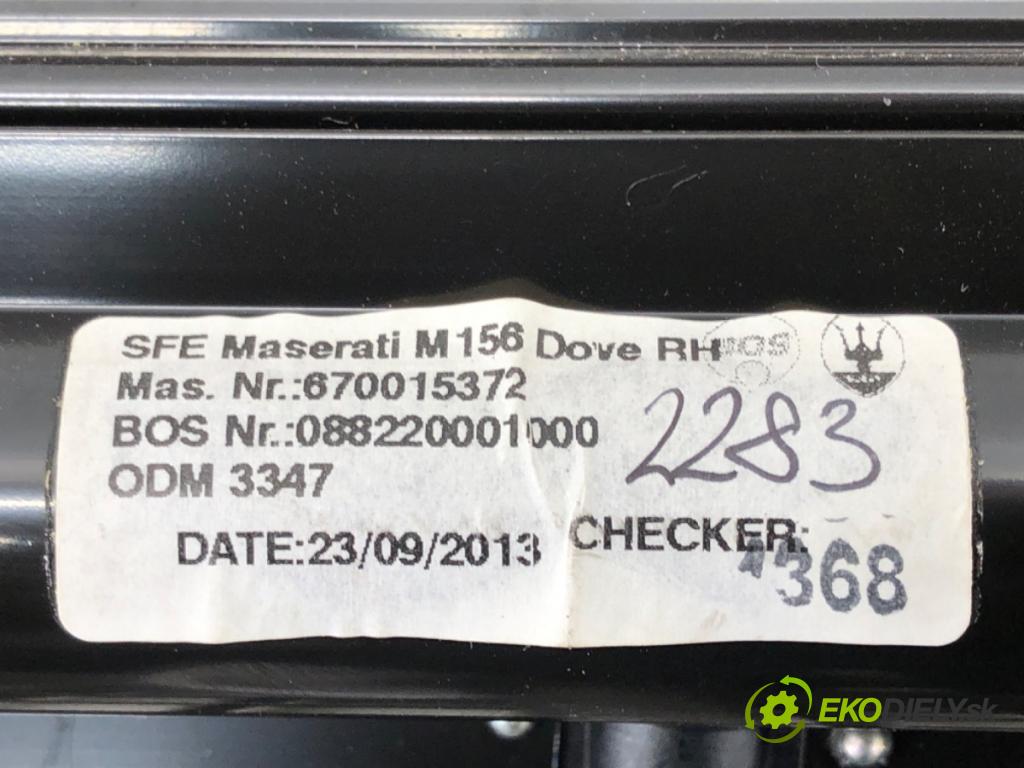 SFE Maserati M156 Dove RH BOS
Mas. Nr.:670015372
BOS Nr.:088220001000
2283
ODM 3347
DATE:23/09/2013 CHECKER:
368
EKODIELY.sk